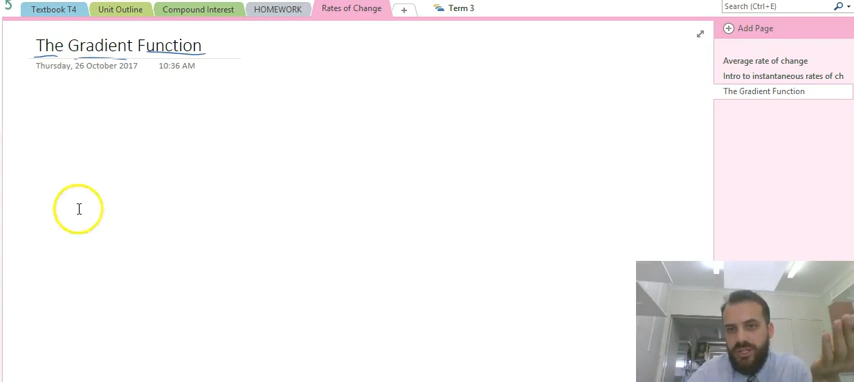 Textbook T4 Unit Outline Compound Interest HOMEWORK Rates of Change + Term 3 Search (Ctrl+E)
Add Page
The Gradient Function
Thursday, 26 October 2017 10:36 AM
Average rate of change
Intro to instantaneous rates of ch
The Gradient Function